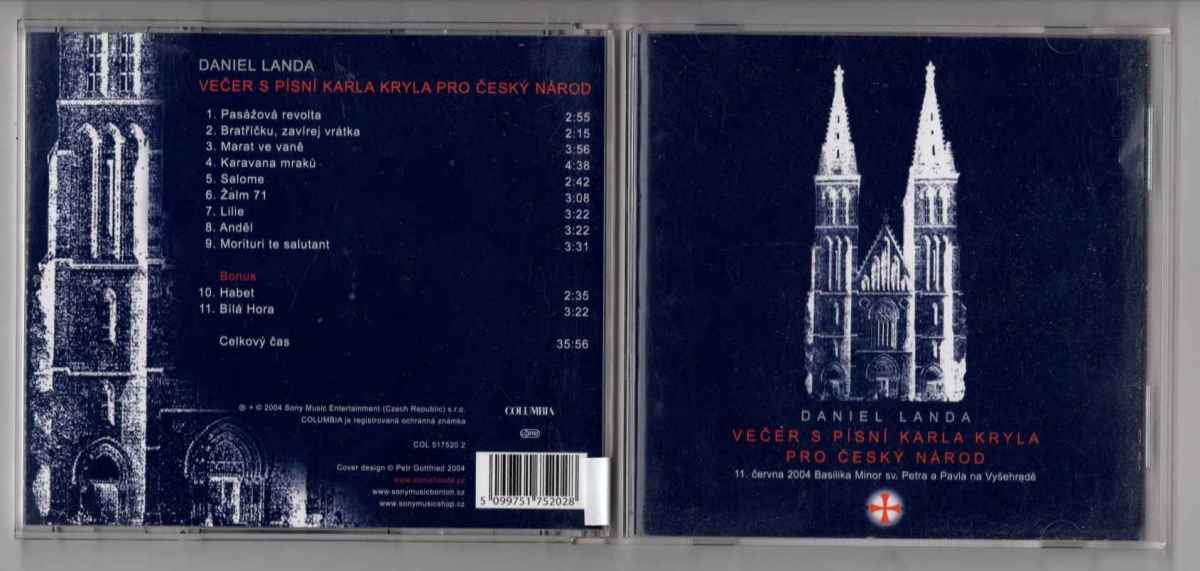 DANIEL LANDA
VEČER S PÍSNÍ KARLA KRYLA PRO ČESKÝ NÁROD
1. Pasážová revolta 2:55
2. Bratříčku, zavírej vrátka 2:15
3. Marat ve vaně 3:56
4. Karavana mraků 4:38
5. Salome 2:42
6. Žalm 71 3:08
7. Lilie 3:22
8. Anděl 3:22
9. Morituri te salutant 3:31
Bonus
10. Habet 2:35
11. Bílá Hora 3:22
Celkový čas 35:56
℗ + © 2004 Sony Music Entertainment (Czech Republic) s.r.o.
COLUMBIA je registrovaná ochranná známka
COLUMBIA
COL 517520 2
Cover design © Petr Gottfried 2004
www.daniellanda.cz
www.sonymusicbonton.cz
www.sonymusicshop.cz
5 099751 752028
DANIEL LANDA
VEČER S PÍSNÍ KARLA KRYLA
PRO ČESKÝ NÁROD
11. června 2004 Basilika Minor sv. Petra a Pavla na Vyšehradě